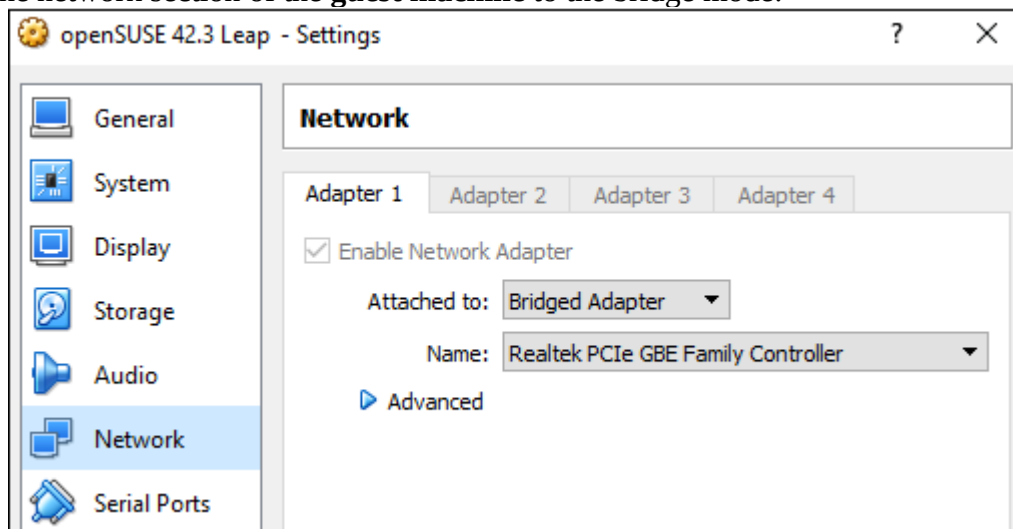 the network section of the guest machine to the bridge mode.
openSUSE 42.3 Leap - Settings ? ×
General
System
Display
Storage
Audio
Network
Serial Ports
Network
Adapter 1 Adapter 2 Adapter 3 Adapter 4
Enable Network Adapter
Attached to: Bridged Adapter
Name: Realtek PCIe GBE Family Controller
Advanced